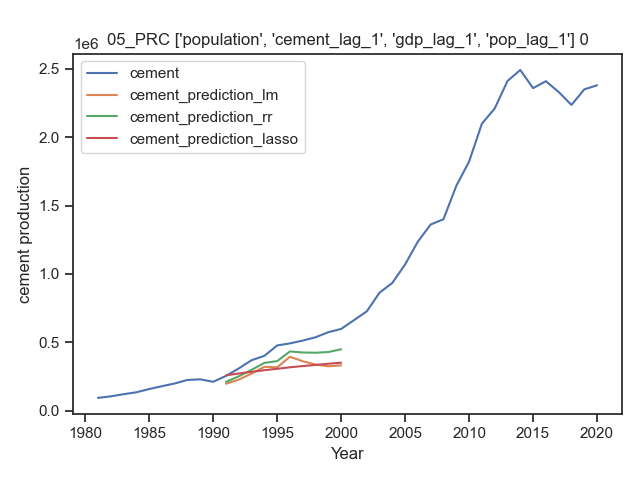 05_PRC ['population', 'cement_lag_1', 'gdp_lag_1', 'pop_lag_1'] 0
1e6
cement
cement_prediction_lm
cement_prediction_rr
cement_prediction_lasso
2.5
2.0
1.5
1.0
0.5
0.0
cement production
1980 1985 1990 1995 2000 2005 2010 2015 2020
Year